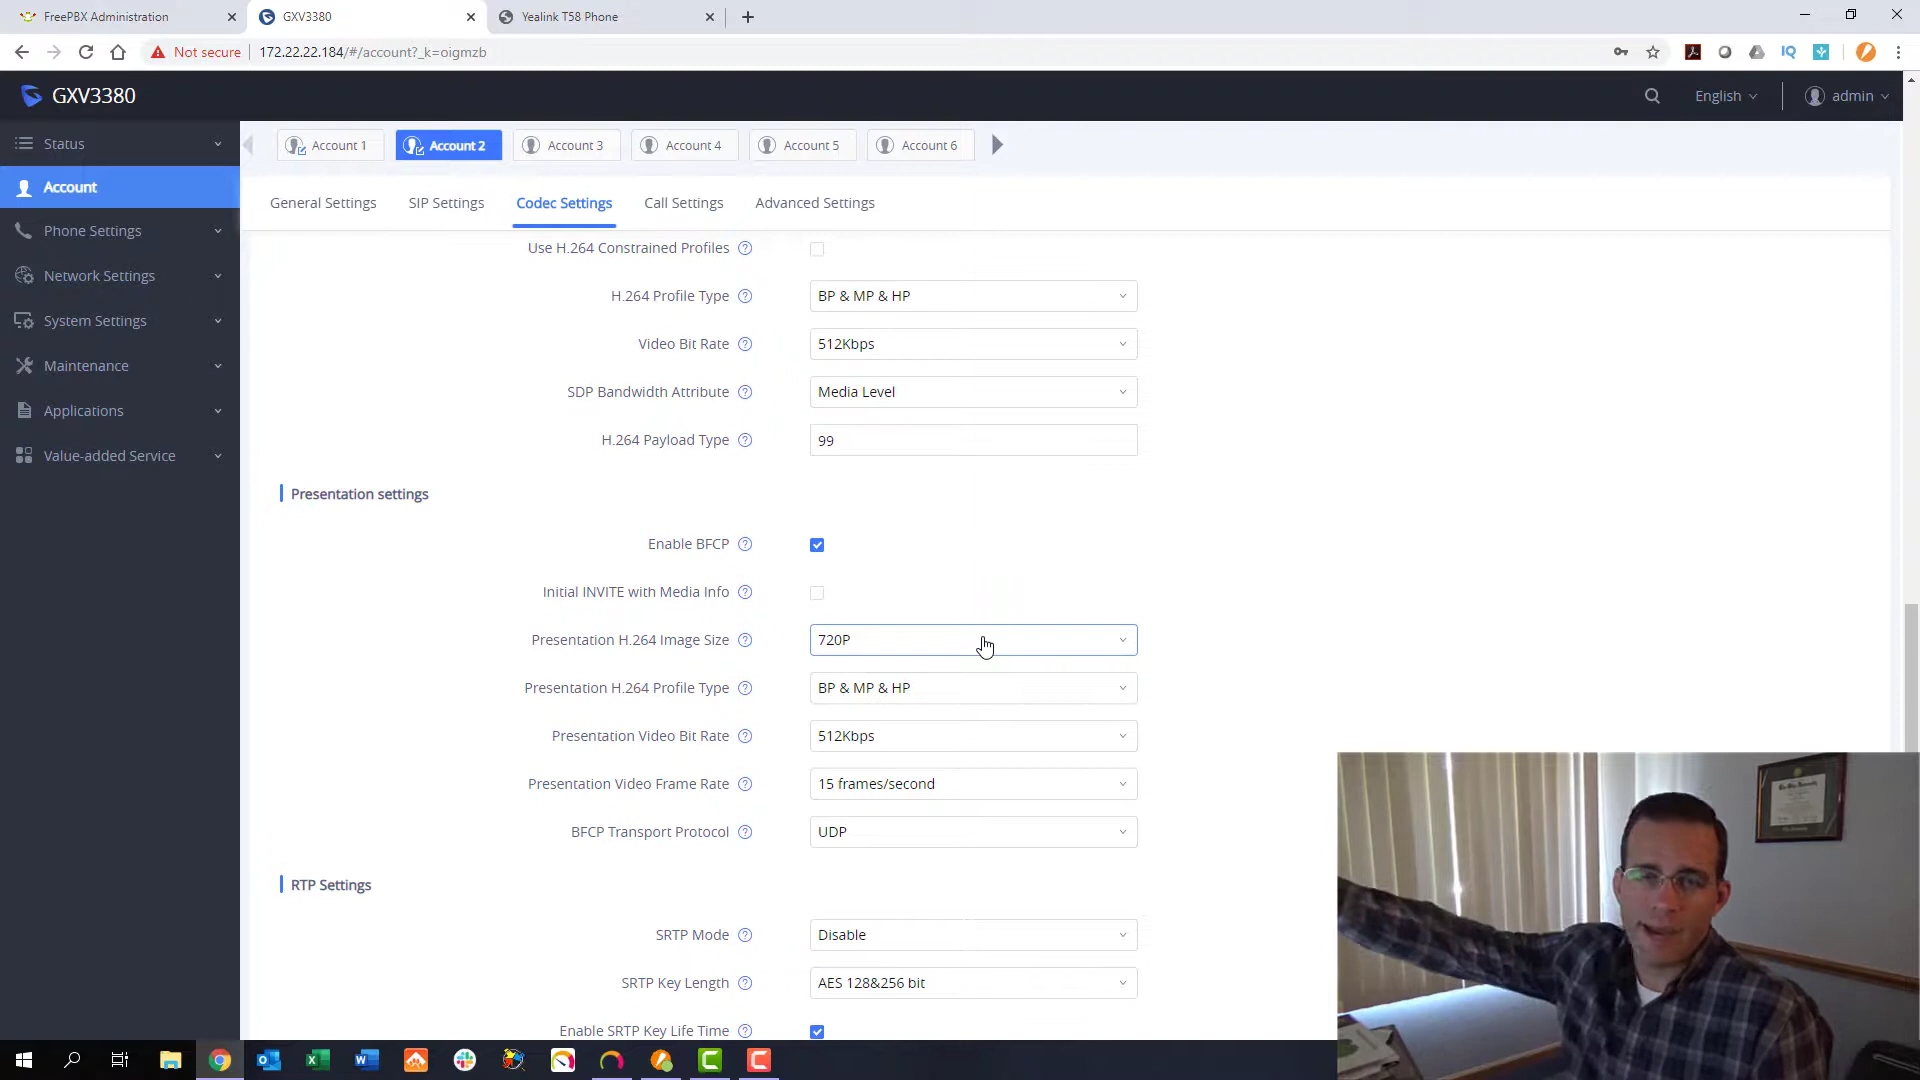 FreePBX Administration
GXV3380
Yealink T58 Phone
Not secure
172.22.22.184/#/account?_k=oigmzb
IQ
GXV3380
English
admin
Status
Account
Phone Settings
Network Settings
System Settings
Maintenance
Applications
Value-added Service
Account 1
Account 2
Account 3
Account 4
Account 5
Account 6
General Settings
SIP Settings
Codec Settings
Call Settings
Advanced Settings
Use H.264 Constrained Profiles
H.264 Profile Type
BP & MP & HP
Video Bit Rate
512Kbps
SDP Bandwidth Attribute
Media Level
H.264 Payload Type
99
Presentation settings
Enable BFCP
Initial INVITE with Media Info
Presentation H.264 Image Size
720P
Presentation H.264 Profile Type
BP & MP & HP
Presentation Video Bit Rate
512Kbps
Presentation Video Frame Rate
15 frames/second
BFCP Transport Protocol
UDP
RTP Settings
SRTP Mode
Disable
SRTP Key Length
AES 128&256 bit
Enable SRTP Key Life Time